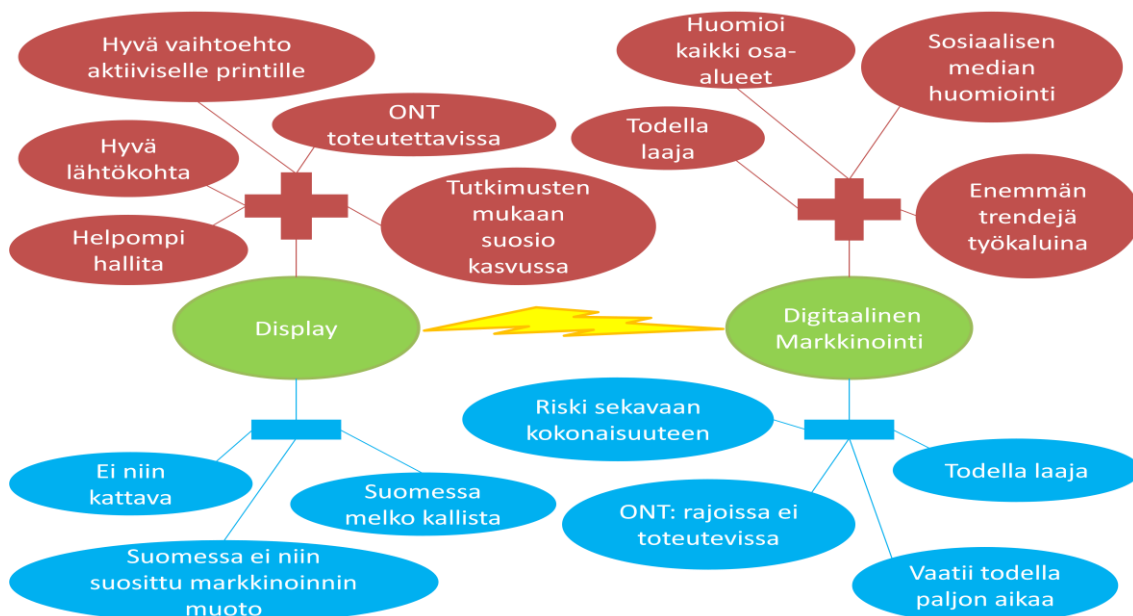 Hyvä vaihtoehto
aktiiviselle printille
ONT
toteutettavissa
Hyvä
lähtökohta
Tutkimusten
mukaan
suosio
kasvussa
Helpompi
hallita
Display
Ei niin
kattava
Suomessa
melko kallista
Suomessa ei niin
suosittu markkinoinnin
muoto
Huomioi
kaikki osa-
alueet
Sosiaalisen
median
huomiointi
Todella
laaja
Enemmän
trendejä
työkaluina
Digitaalinen
Markkinointi
Riski sekavaan
kokonaisuuteen
Todella laaja
ONT: rajoissa ei
toteutevissa
Vaatii todella
paljon aikaa